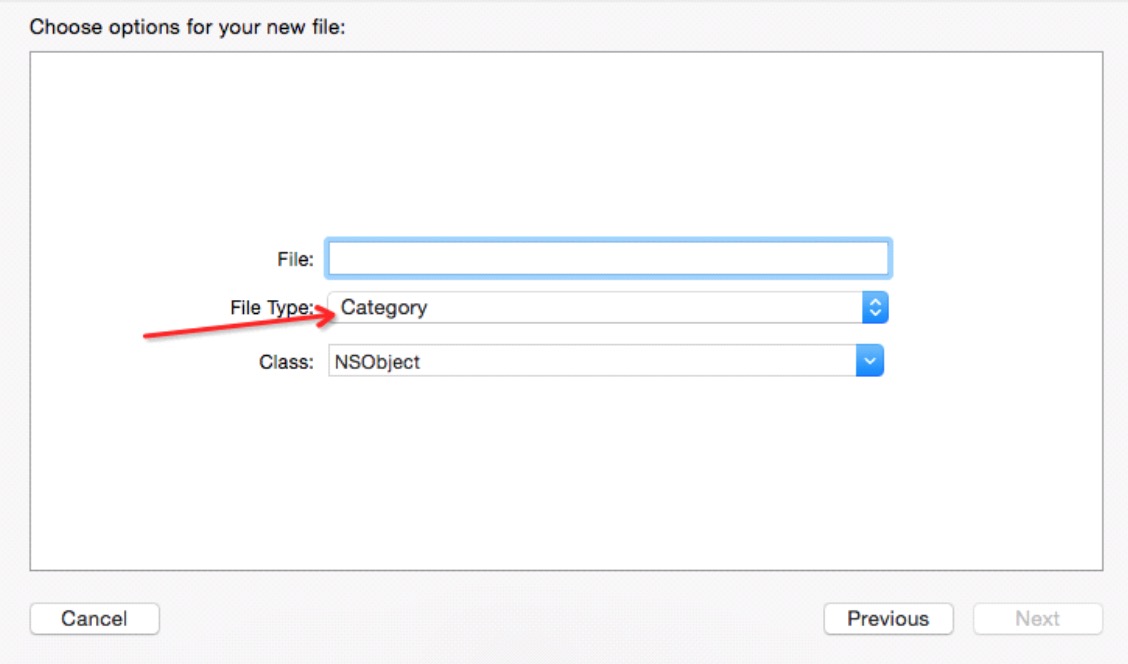 Choose options for your new file:
File:
File Type: Category
Class: NSObject
Cancel Previous Next